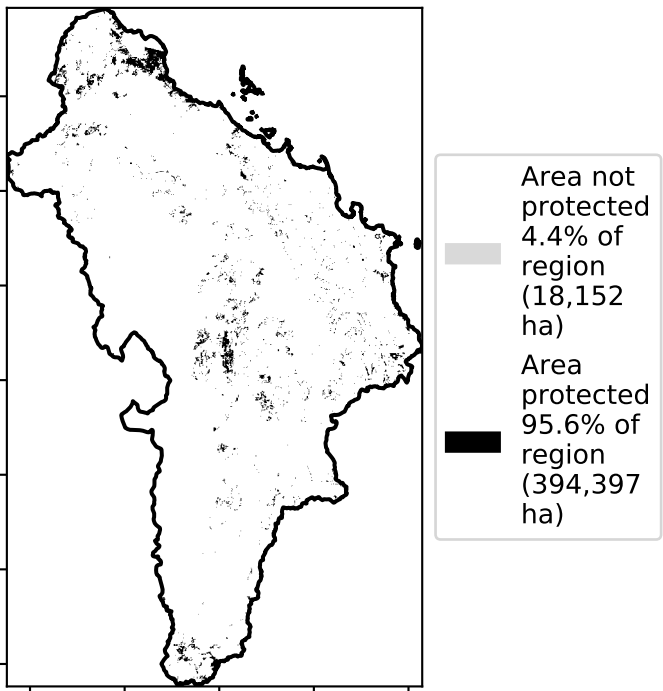 Area not
protected
4.4% of
region
(18,152
ha)
Area
protected
95.6% of
region
(394,397
ha)